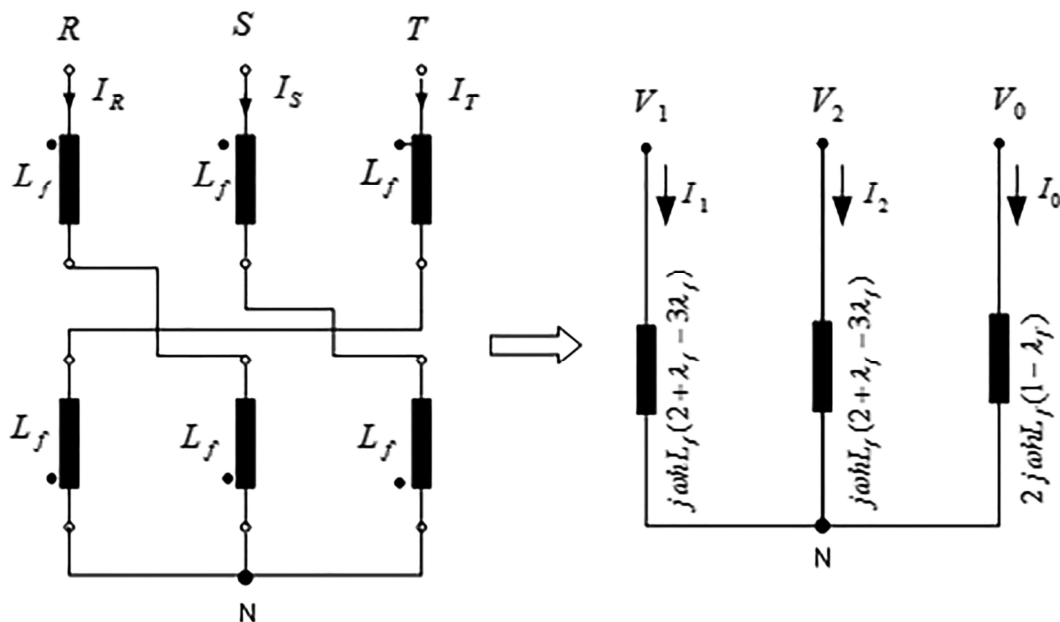 R S T
I_R I_S I_T
L_f L_f L_f
L_f L_f L_f
N
V_1 V_2 V_0
I_1 I_2 I_0
jωhL_f(2+λ_f−3λ_f)
jωhL_f(2+λ_f−3λ_f)
2jωhL_f(1−λ_f)
N